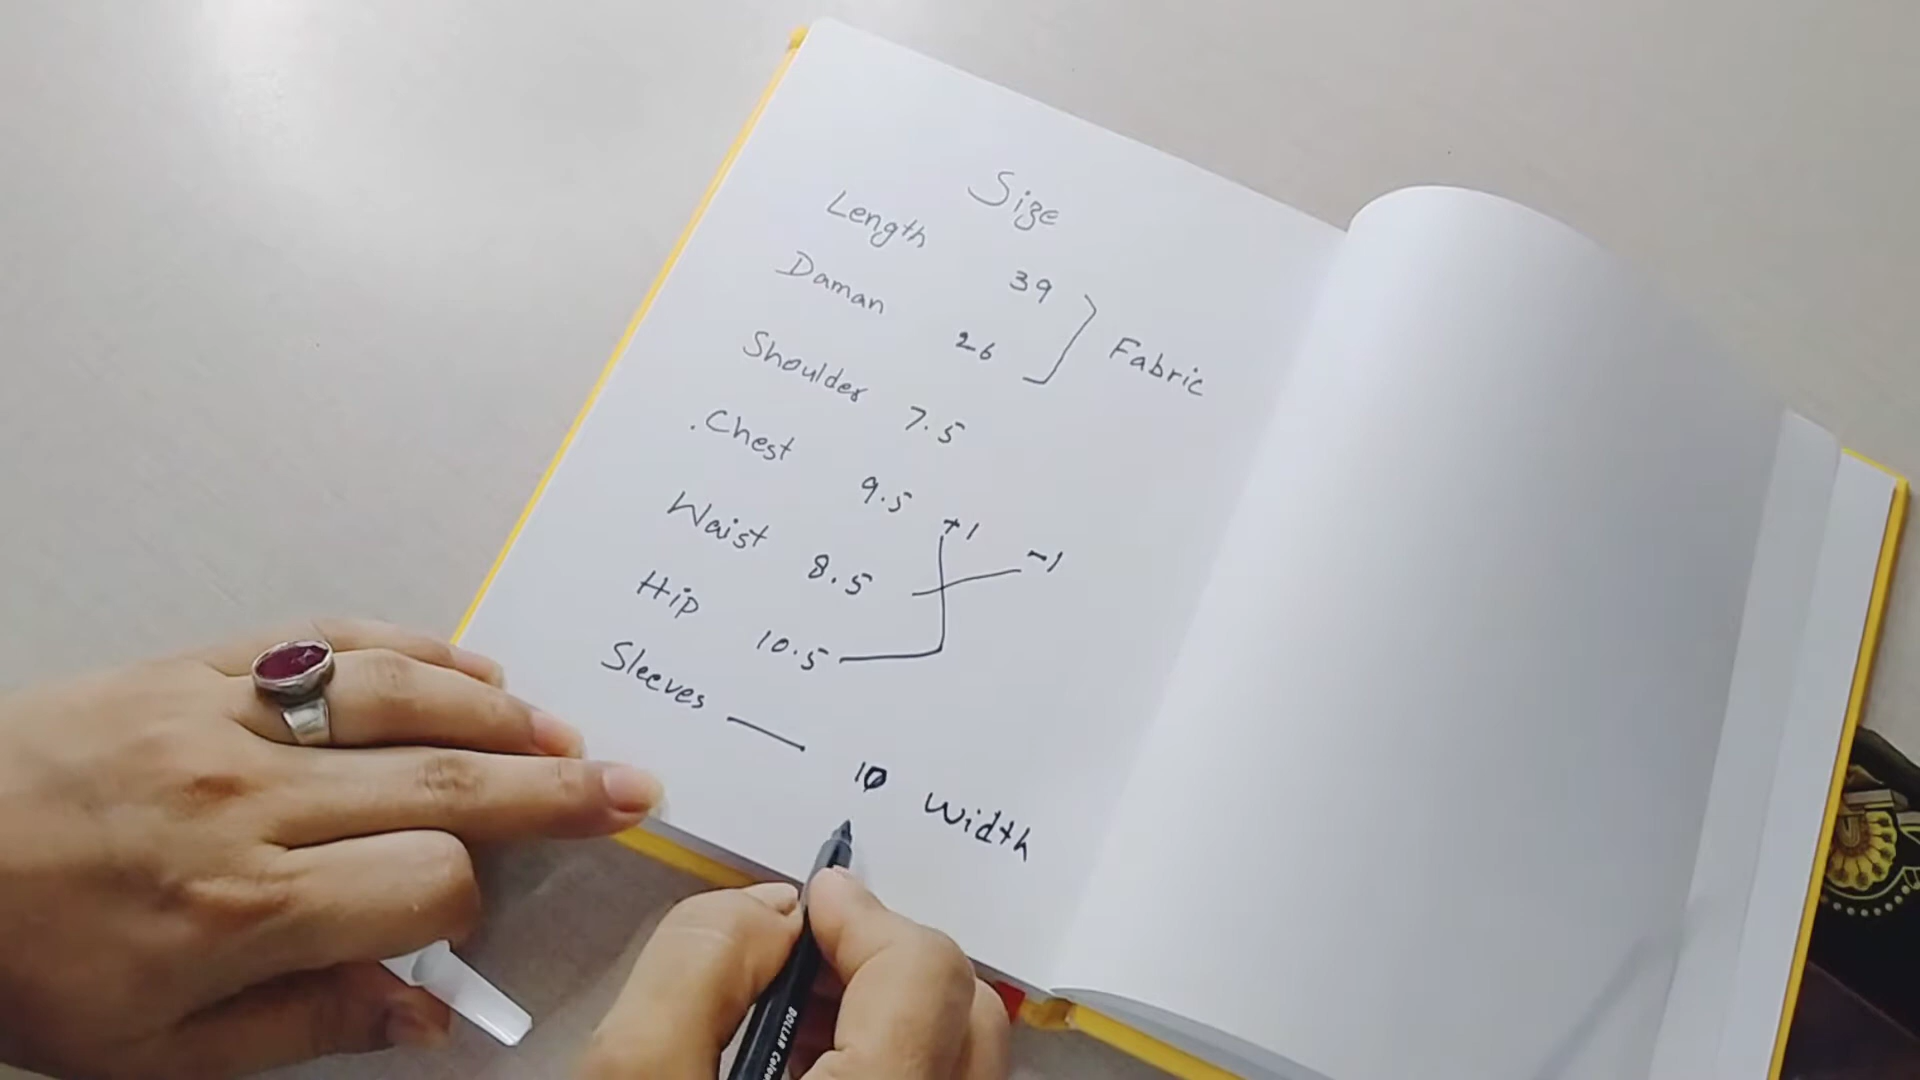 Size
Length 39
Daman 26
} Fabric
Shoulder 7.5
.Chest 9.5
+1
Waist 8.5 -1
Hip 10.5
Sleeves — 10 width